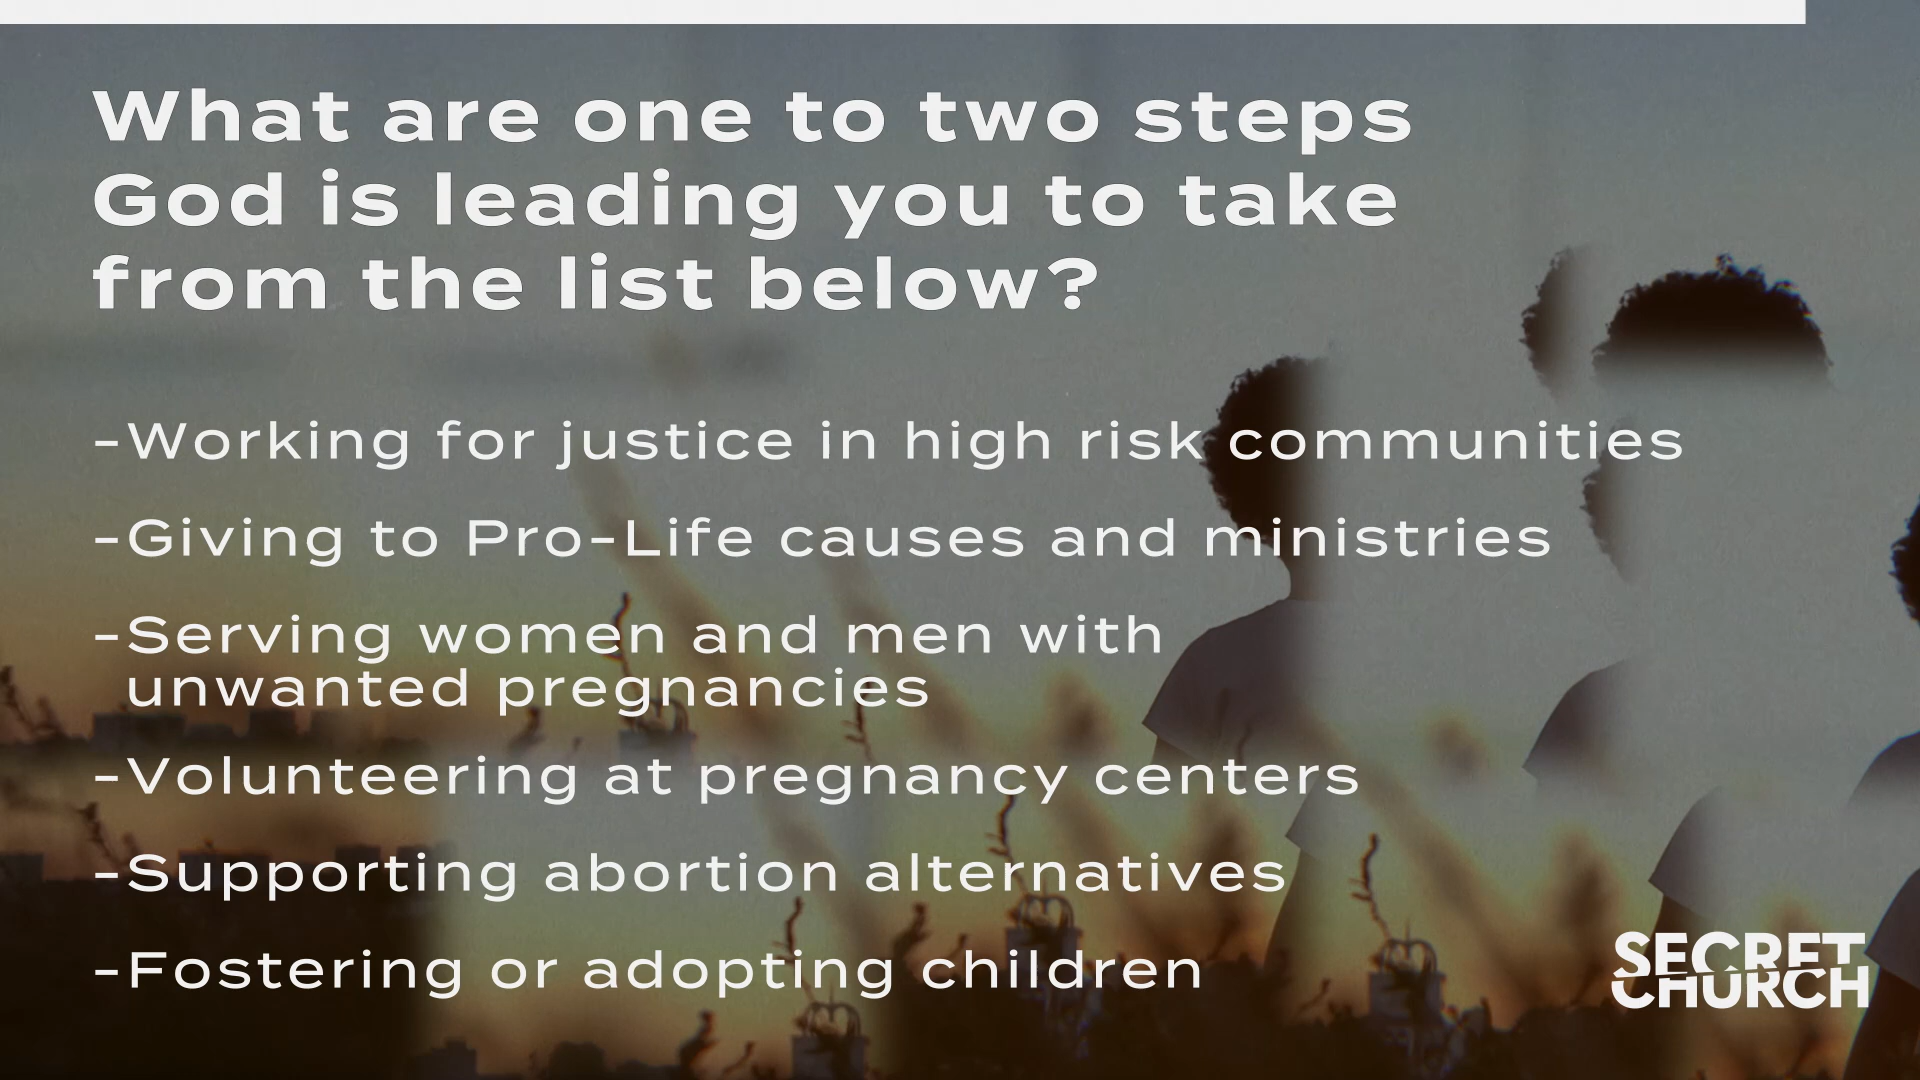 What are one to two steps
God is leading you to take
from the list below?
-Working for justice in high risk communities
-Giving to Pro-Life causes and ministries
-Serving women and men with
unwanted pregnancies
-Volunteering at pregnancy centers
-Supporting abortion alternatives
-Fostering or adopting children
SECRET
CHURCH